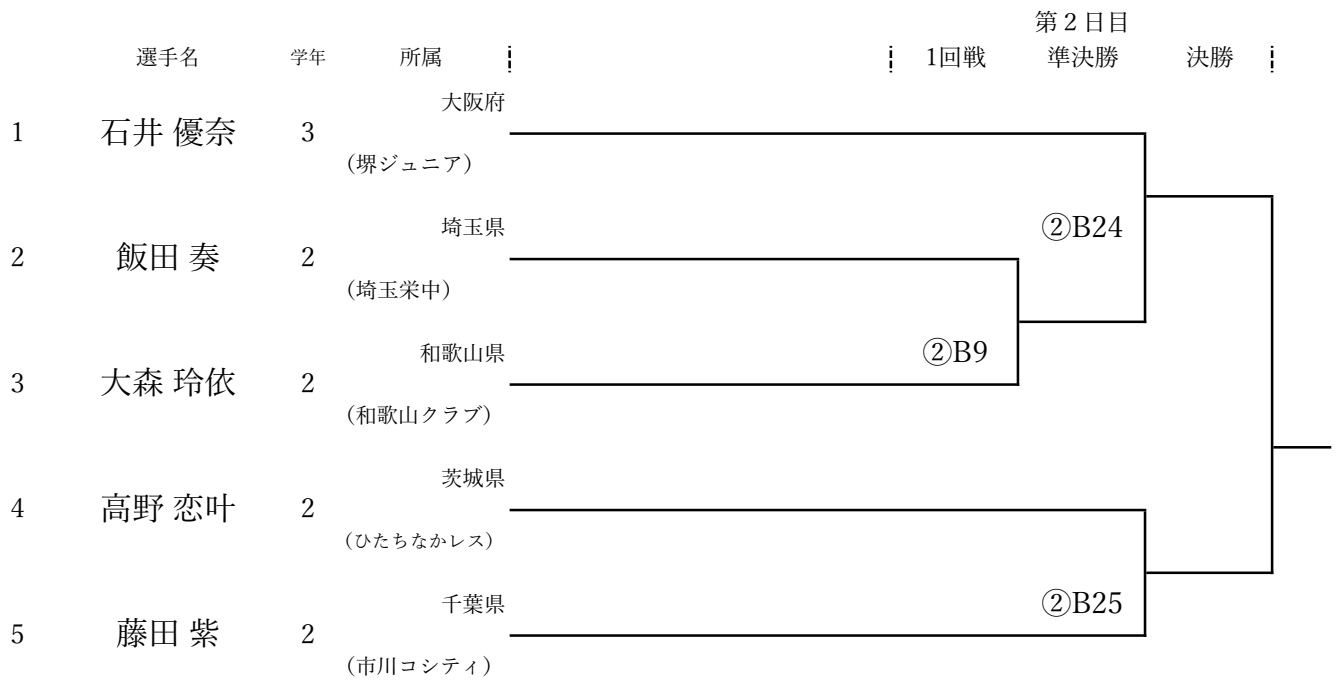 第２日目
選手名 学年 所属 1回戦 準決勝 決勝
大阪府
1 石井 優奈 3
(堺ジュニア)
埼玉県 ②B24
2 飯田 奏 2
(埼玉栄中)
和歌山県 ②B9
3 大森 玲依 2
(和歌山クラブ)
茨城県
4 高野 恋叶 2
(ひたちなかレス)
千葉県 ②B25
5 藤田 紫 2
(市川コシティ)